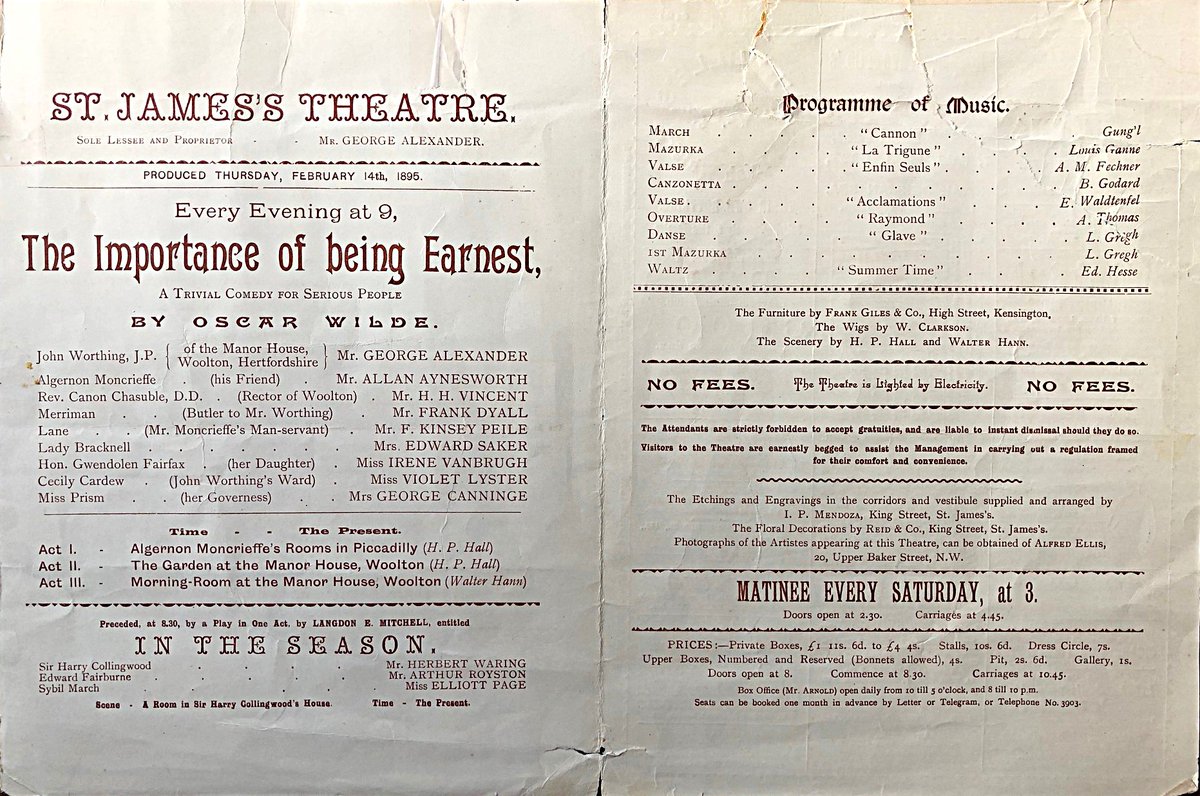 ST. JAMES'S THEATRE.
SOLE LESSEE AND PROPRIETOR . . MR. GEORGE ALEXANDER.
PRODUCED THURSDAY, FEBRUARY 14th, 1895.
Every Evening at 9,
The Importance of being Earnest,
A TRIVIAL COMEDY FOR SERIOUS PEOPLE
BY OSCAR WILDE.
John Worthing, J.P. { of the Manor House, Woolton, Hertfordshire } Mr. GEORGE ALEXANDER
Algernon Moncrieffe . (his Friend) . Mr. ALLAN AYNESWORTH
Rev. Canon Chasuble, D.D. . (Rector of Woolton) . Mr. H. H. VINCENT
Merriman . . (Butler to Mr. Worthing) . Mr. FRANK DYALL
Lane . . (Mr. Moncrieffe's Man-servant) . Mr. F. KINSEY PEILE
Lady Bracknell . . . . . . Mrs. EDWARD SAKER
Hon. Gwendolen Fairfax . (her Daughter) . Miss IRENE VANBRUGH
Cecily Cardew . (John Worthing's Ward) . Miss VIOLET LYSTER
Miss Prism . . (her Governess) . Mrs GEORGE CANNINGE
Time - - The Present.
Act I. - Algernon Moncrieffe's Rooms in Piccadilly (H. P. Hall)
Act II. - The Garden at the Manor House, Woolton (H. P. Hall)
Act III. - Morning-Room at the Manor House, Woolton (Walter Hann)
Preceded, at 8.30, by a Play in One Act, by LANGDON E. MITCHELL, entitled
IN THE SEASON.
Sir Harry Collingwood . . . . . Mr. HERBERT WARING
Edward Fairburne . . . . . Mr. ARTHUR ROYSTON
Sybil March . . . . . . Miss ELLIOTT PAGE
Scene - A Room in Sir Harry Collingwood's House. Time - The Present.
Programme of Music.
MARCH . . . "Cannon" . . . . Gung'l
MAZURKA . . . "La Trigune" . . . . Louis Ganne
VALSE . . . "Enfin Seuls" . . . A. M. Fechner
CANZONETTA . . . . . . . . . B. Godard
VALSE . . . . "Acclamations" . . . E. Waldtenfel
OVERTURE . . . "Raymond" . . . A. Thomas
DANSE . . . "Glave" . . . . L. Gregh
1ST MAZURKA . . . . . . . . L. Gregh
WALTZ . . . "Summer Time" . . . Ed. Hesse
The Furniture by FRANK GILES & Co., High Street, Kensington,
The Wigs by W. CLARKSON.
The Scenery by H. P. HALL and WALTER HANN.
NO FEES. The Theatre is Lighted by Electricity. NO FEES.
The Attendants are strictly forbidden to accept gratuities, and are liable to instant dismissal should they do so.
Visitors to the Theatre are earnestly begged to assist the Management in carrying out a regulation framed
for their comfort and convenience.
The Etchings and Engravings in the corridors and vestibule supplied and arranged by
I. P. MENDOZA, King Street, St. James's.
The Floral Decorations by REID & Co., King Street, St. James's.
Photographs of the Artistes appearing at this Theatre, can be obtained of ALFRED ELLIS,
20, Upper Baker Street, N.W.
MATINEE EVERY SATURDAY, at 3.
Doors open at 2.30. Carriages at 4.45.
PRICES:—Private Boxes, £1 11s. 6d. to £4 4s. Stalls, 10s. 6d. Dress Circle, 7s.
Upper Boxes, Numbered and Reserved (Bonnets allowed), 4s. Pit, 2s. 6d. Gallery, 1s.
Doors open at 8. Commence at 8.30. Carriages at 10.45.
Box Office (Mr. ARNOLD) open daily from 10 till 5 o'clock, and 8 till 10 p.m.
Seats can be booked one month in advance by Letter or Telegram, or Telephone No. 3903.